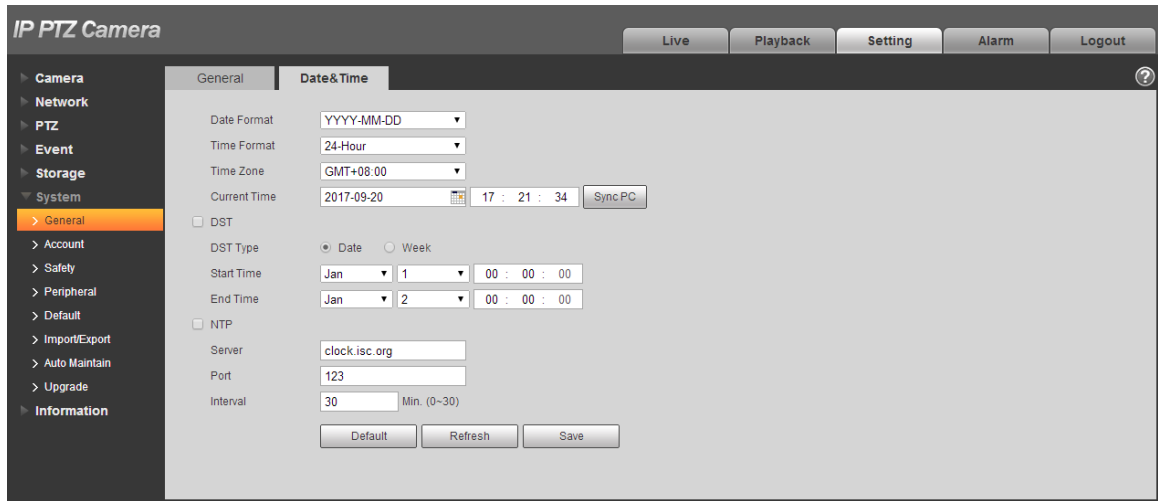 IP PTZ Camera
Live Playback Setting Alarm Logout
Camera
Network
PTZ
Event
Storage
System
General
Account
Safety
Peripheral
Default
Import/Export
Auto Maintain
Upgrade
Information
General Date&Time ?
Date Format YYYY-MM-DD
Time Format 24-Hour
Time Zone GMT+08:00
Current Time 2017-09-20 17 : 21 : 34 Sync PC
DST
DST Type Date Week
Start Time Jan 1 00 : 00 : 00
End Time Jan 2 00 : 00 : 00
NTP
Server clock.isc.org
Port 123
Interval 30 Min. (0~30)
Default Refresh Save